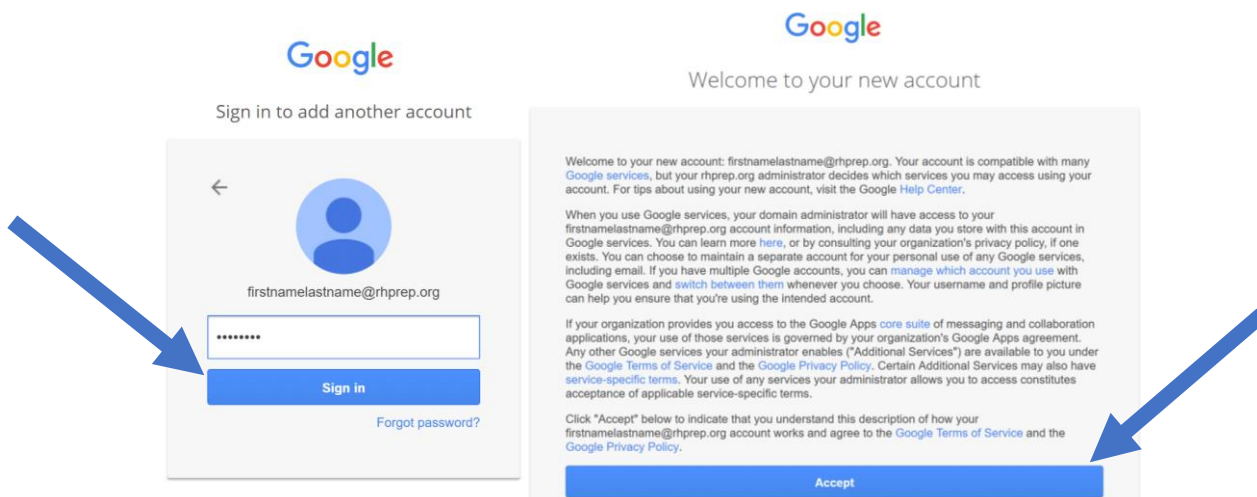 Google
Sign in to add another account
firstnamelastname@rhprep.org
••••••••
Sign in
Forgot password?
Google
Welcome to your new account
Welcome to your new account: firstnamelastname@rhprep.org. Your account is compatible with many
Google services, but your rhprep.org administrator decides which services you may access using your
account. For tips about using your new account, visit the Google Help Center.
When you use Google services, your domain administrator will have access to your
firstnamelastname@rhprep.org account information, including any data you store with this account in
Google services. You can learn more here, or by consulting your organization's privacy policy, if one
exists. You can choose to maintain a separate account for your personal use of any Google services,
including email. If you have multiple Google accounts, you can manage which account you use with
Google services and switch between them whenever you choose. Your username and profile picture
can help you ensure that you're using the intended account.
If your organization provides you access to the Google Apps core suite of messaging and collaboration
applications, your use of those services is governed by your organization's Google Apps agreement.
Any other Google services your administrator enables ("Additional Services") are available to you under
the Google Terms of Service and the Google Privacy Policy. Certain Additional Services may also have
service-specific terms. Your use of any services your administrator allows you to access constitutes
acceptance of applicable service-specific terms.
Click "Accept" below to indicate that you understand this description of how your
firstnamelastname@rhprep.org account works and agree to the Google Terms of Service and the
Google Privacy Policy.
Accept